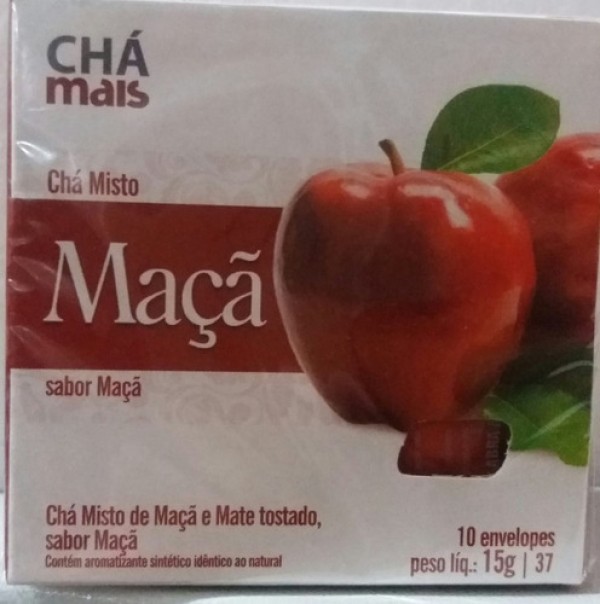 CHÁ
mais
Chá Misto
Maçã
sabor Maçã
Chá Misto de Maçã e Mate tostado,
sabor Maçã
Contém aromatizante sintético idêntico ao natural
10 envelopes
peso líq.: 15g | 37